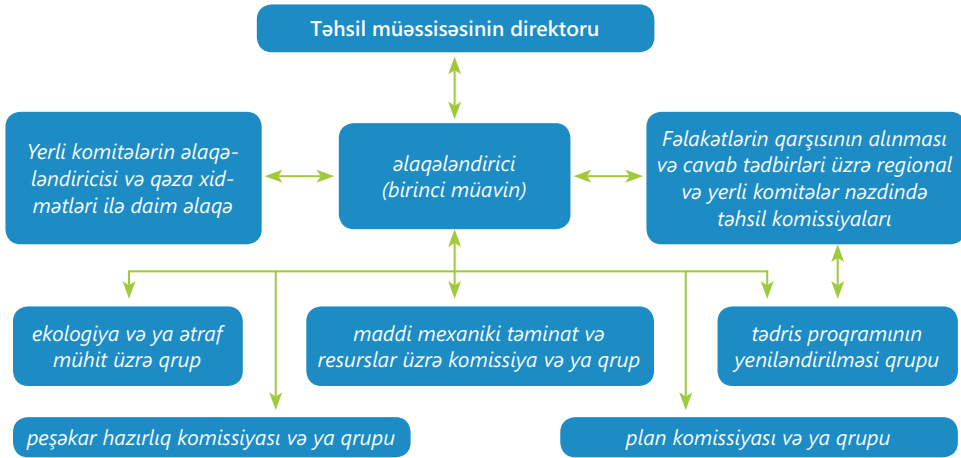 Təhsil müəssisəsinin direktoru
Yerli komitələrin əlaqə-
ləndiricisi və qəza xid-
mətləri ilə daim əlaqə
əlaqələndirici
(birinci müavin)
Fəlakətlərin qarşısının alınması
və cavab tədbirləri üzrə regional
və yerli komitələr nəzdində
təhsil komissiyaları
ekologiya və ya ətraf
mühit üzrə qrup
maddi mexaniki təminat və
resurslar üzrə komissiya və ya qrup
tədris proqramının
yeniləndirilməsi qrupu
peşəkar hazırlıq komissiyası və ya qrupu
plan komissiyası və ya qrupu